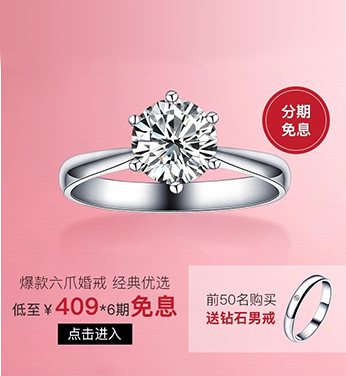 分期
免息
爆款六爪婚戒 经典优选
低至¥409*6期免息
点击进入
前50名购买
送钻石男戒